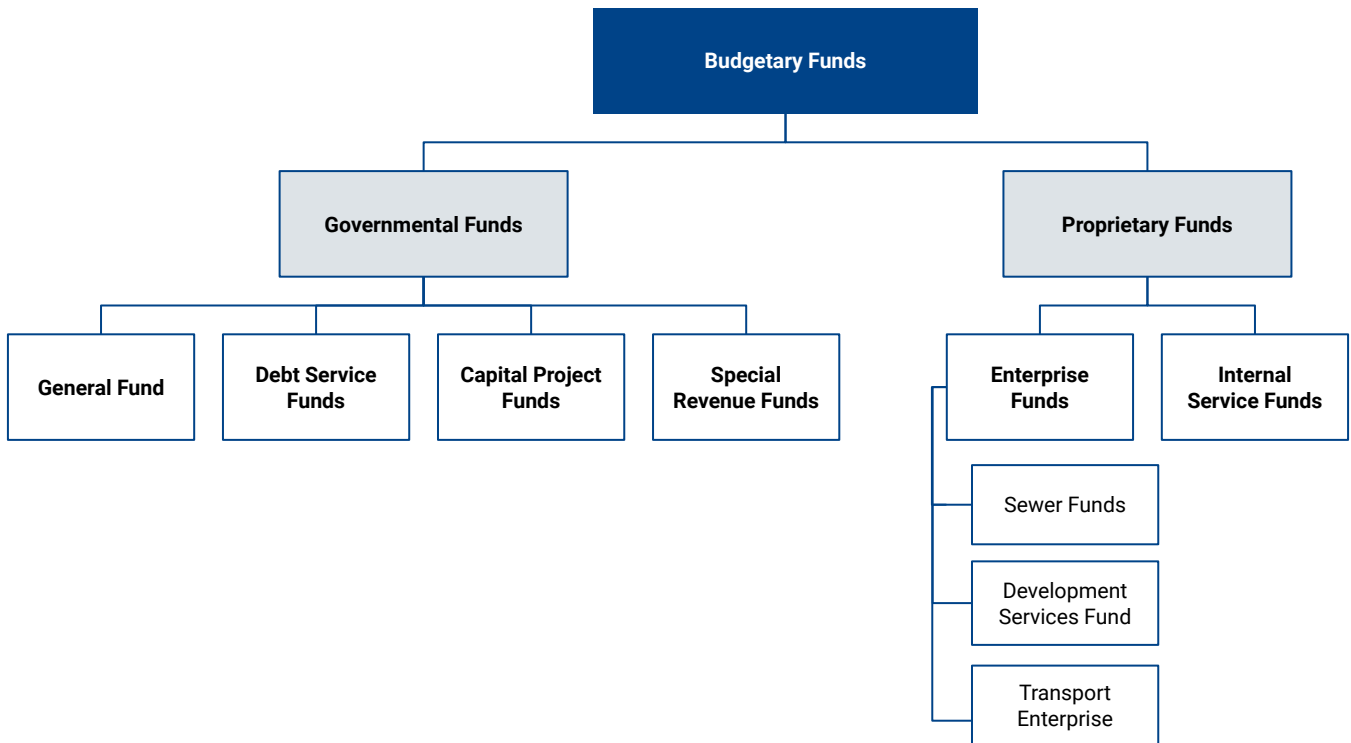 Budgetary Funds
Governmental Funds
Proprietary Funds
General Fund
Debt Service
Funds
Capital Project
Funds
Special
Revenue Funds
Enterprise
Funds
Internal
Service Funds
Sewer Funds
Development
Services Fund
Transport
Enterprise